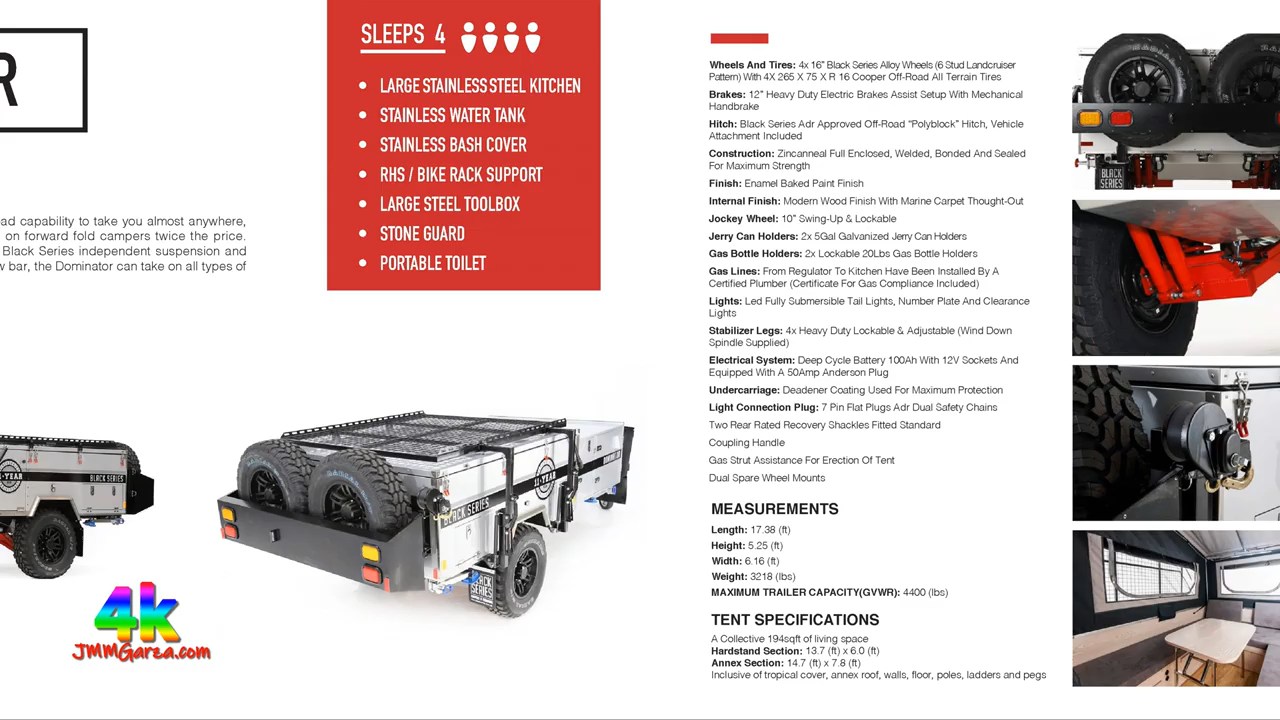 R
ad capability to take you almost anywhere,
on forward fold campers twice the price.
Black Series independent suspension and
w bar, the Dominator can take on all types of
SLEEPS 4
• LARGE STAINLESS STEEL KITCHEN
• STAINLESS WATER TANK
• STAINLESS BASH COVER
• RHS / BIKE RACK SUPPORT
• LARGE STEEL TOOLBOX
• STONE GUARD
• PORTABLE TOILET
BLACK SERIES
BLACK SERIES
BLACK
SERIES
4k
JMMGarza.com
Wheels And Tires: 4x 16" Black Series Alloy Wheels (6 Stud Landcruiser
Pattern) With 4X 265 X 75 X R 16 Cooper Off-Road All Terrain Tires
Brakes: 12" Heavy Duty Electric Brakes Assist Setup With Mechanical
Handbrake
Hitch: Black Series Adr Approved Off-Road "Polyblock" Hitch, Vehicle
Attachment Included
Construction: Zincanneal Full Enclosed, Welded, Bonded And Sealed
For Maximum Strength
Finish: Enamel Baked Paint Finish
Internal Finish: Modern Wood Finish With Marine Carpet Thought-Out
Jockey Wheel: 10" Swing-Up & Lockable
Jerry Can Holders: 2x 5Gal Galvanized Jerry Can Holders
Gas Bottle Holders: 2x Lockable 20Lbs Gas Bottle Holders
Gas Lines: From Regulator To Kitchen Have Been Installed By A
Certified Plumber (Certificate For Gas Compliance Included)
Lights: Led Fully Submersible Tail Lights, Number Plate And Clearance
Lights
Stabilizer Legs: 4x Heavy Duty Lockable & Adjustable (Wind Down
Spindle Supplied)
Electrical System: Deep Cycle Battery 100Ah With 12V Sockets And
Equipped With A 50Amp Anderson Plug
Undercarriage: Deadener Coating Used For Maximum Protection
Light Connection Plug: 7 Pin Flat Plugs Adr Dual Safety Chains
Two Rear Rated Recovery Shackles Fitted Standard
Coupling Handle
Gas Strut Assistance For Erection Of Tent
Dual Spare Wheel Mounts
MEASUREMENTS
Length: 17.38 (ft)
Height: 5.25 (ft)
Width: 6.16 (ft)
Weight: 3218 (lbs)
MAXIMUM TRAILER CAPACITY(GVWR): 4400 (lbs)
TENT SPECIFICATIONS
A Collective 194sqft of living space
Hardstand Section: 13.7 (ft) x 6.0 (ft)
Annex Section: 14.7 (ft) x 7.8 (ft)
Inclusive of tropical cover, annex roof, walls, floor, poles, ladders and pegs
BLACK
SERIES